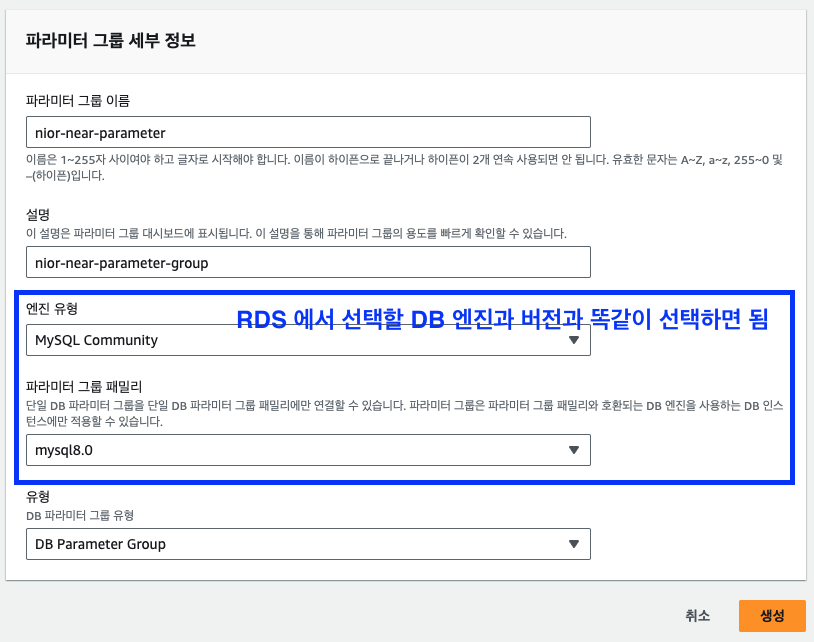 파라미터 그룹 세부 정보
파라미터 그룹 이름
nior-near-parameter
이름은 1~255자 사이여야 하고 글자로 시작해야 합니다. 이름이 하이픈으로 끝나거나 하이픈이 2개 연속 사용되면 안 됩니다. 유효한 문자는 A~Z, a~z, 255~0 및
–(하이픈)입니다.
설명
이 설명은 파라미터 그룹 대시보드에 표시됩니다. 이 설명을 통해 파라미터 그룹의 용도를 빠르게 확인할 수 있습니다.
nior-near-parameter-group
엔진 유형
RDS 에서 선택할 DB 엔진과 버전과 똑같이 선택하면 됨
MySQL Community
파라미터 그룹 패밀리
단일 DB 파라미터 그룹을 단일 DB 파라미터 그룹 패밀리에만 연결할 수 있습니다. 파라미터 그룹은 파라미터 그룹 패밀리와 호환되는 DB 엔진을 사용하는 DB 인스
턴스에만 적용할 수 있습니다.
mysql8.0
유형
DB 파라미터 그룹 유형
DB Parameter Group
취소
생성